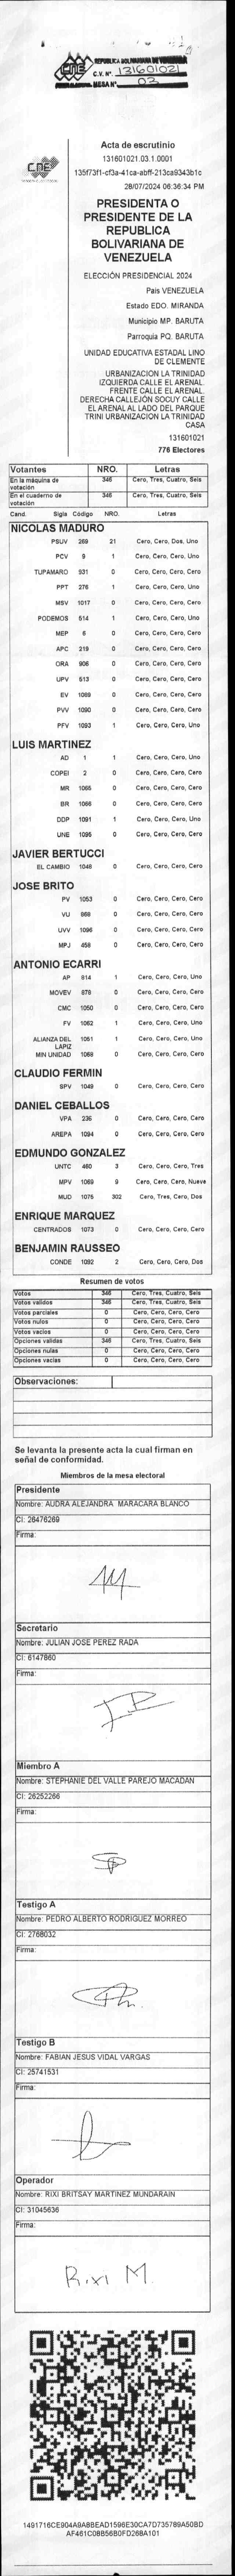 REPUBLICA BOLIVARIANA DE VENEZUELA
CNE
C.V. Nº. 131601021
MESA Nº. 03
CNE
Acta de escrutinio
131601021.03.1.0001
135f73f1-cf3a-41ca-abff-213ca9343b1c
28/07/2024 06:36:34 PM
PRESIDENTA O
PRESIDENTE DE LA
REPUBLICA
BOLIVARIANA DE
VENEZUELA
ELECCIÓN PRESIDENCIAL 2024
País VENEZUELA
Estado EDO. MIRANDA
Municipio MP. BARUTA
Parroquia PQ. BARUTA
UNIDAD EDUCATIVA ESTADAL LINO
DE CLEMENTE
URBANIZACION LA TRINIDAD
IZQUIERDA CALLE EL ARENAL.
FRENTE CALLE EL ARENAL.
DERECHA CALLEJÓN SOCUY CALLE
EL ARENAL AL LADO DEL PARQUE
TRINI URBANIZACION LA TRINIDAD
CASA
131601021
776 Electores
Votantes NRO. Letras
En la máquina de votación 346 Cero, Tres, Cuatro, Seis
En el cuaderno de votación 346 Cero, Tres, Cuatro, Seis
Cand. Sigla Código NRO. Letras
NICOLAS MADURO
PSUV 269 21 Cero, Cero, Dos, Uno
PCV 9 1 Cero, Cero, Cero, Uno
TUPAMARO 931 0 Cero, Cero, Cero, Cero
PPT 276 1 Cero, Cero, Cero, Uno
MSV 1017 0 Cero, Cero, Cero, Cero
PODEMOS 514 1 Cero, Cero, Cero, Uno
MEP 6 0 Cero, Cero, Cero, Cero
APC 219 0 Cero, Cero, Cero, Cero
ORA 906 0 Cero, Cero, Cero, Cero
UPV 513 0 Cero, Cero, Cero, Cero
EV 1089 0 Cero, Cero, Cero, Cero
PVV 1090 0 Cero, Cero, Cero, Cero
PFV 1093 1 Cero, Cero, Cero, Uno
LUIS MARTINEZ
AD 1 1 Cero, Cero, Cero, Uno
COPEI 2 0 Cero, Cero, Cero, Cero
MR 1065 0 Cero, Cero, Cero, Cero
BR 1066 0 Cero, Cero, Cero, Cero
DDP 1091 1 Cero, Cero, Cero, Uno
UNE 1095 0 Cero, Cero, Cero, Cero
JAVIER BERTUCCI
EL CAMBIO 1048 0 Cero, Cero, Cero, Cero
JOSE BRITO
PV 1053 0 Cero, Cero, Cero, Cero
VU 868 0 Cero, Cero, Cero, Cero
UVV 1096 0 Cero, Cero, Cero, Cero
MPJ 458 0 Cero, Cero, Cero, Cero
ANTONIO ECARRI
AP 814 1 Cero, Cero, Cero, Uno
MOVEV 879 0 Cero, Cero, Cero, Cero
CMC 1050 0 Cero, Cero, Cero, Cero
FV 1062 1 Cero, Cero, Cero, Uno
ALIANZA DEL LAPIZ 1051 1 Cero, Cero, Cero, Uno
MIN UNIDAD 1068 0 Cero, Cero, Cero, Cero
CLAUDIO FERMIN
SPV 1049 0 Cero, Cero, Cero, Cero
DANIEL CEBALLOS
VPA 236 0 Cero, Cero, Cero, Cero
AREPA 1094 0 Cero, Cero, Cero, Cero
EDMUNDO GONZALEZ
UNTC 460 3 Cero, Cero, Cero, Tres
MPV 1069 9 Cero, Cero, Cero, Nueve
MUD 1075 302 Cero, Tres, Cero, Dos
ENRIQUE MARQUEZ
CENTRADOS 1073 0 Cero, Cero, Cero, Cero
BENJAMIN RAUSSEO
CONDE 1092 2 Cero, Cero, Cero, Dos
Resumen de votos
Votos 346 Cero, Tres, Cuatro, Seis
Votos validos 346 Cero, Tres, Cuatro, Seis
Votos parciales 0 Cero, Cero, Cero, Cero
Votos nulos 0 Cero, Cero, Cero, Cero
Votos vacios 0 Cero, Cero, Cero, Cero
Opciones validas 346 Cero, Tres, Cuatro, Seis
Opciones nulas 0 Cero, Cero, Cero, Cero
Opciones vacias 0 Cero, Cero, Cero, Cero
Observaciones:
Se levanta la presente acta la cual firman en
señal de conformidad.
Miembros de la mesa electoral
Presidente
Nombre: AUDRA ALEJANDRA MARACARA BLANCO
CI: 26476269
Firma:
Secretario
Nombre: JULIAN JOSE PEREZ RADA
CI: 6147860
Firma:
Miembro A
Nombre: STEPHANIE DEL VALLE PAREJO MACADAN
CI: 26252266
Firma:
Testigo A
Nombre: PEDRO ALBERTO RODRIGUEZ MORREO
CI: 2768032
Firma:
Testigo B
Nombre: FABIAN JESUS VIDAL VARGAS
CI: 25741531
Firma:
Operador
Nombre: RIXI BRITSAY MARTINEZ MUNDARAIN
CI: 31045636
Firma:
Rixi M.
1491716CE904A9A8BEAD1596E30CA7D735789A50BD
AF461C08B56B0FD268A101